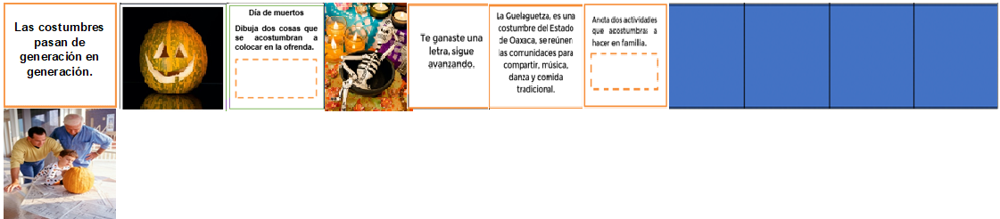 Las costumbres
pasan de
generación en
generación.
Día de muertos
Dibuja dos cosas que
se acostumbran a
colocar en la ofrenda.
Te ganaste una
letra, sigue
avanzando.
La Guelaguetza, es una
costumbre del Estado
de Oaxaca, se reúnen
las comunidaces para
compartir, música,
danza y comida
tradicional.
Anota dos actividades
que acostumbras a
hacer en familia.